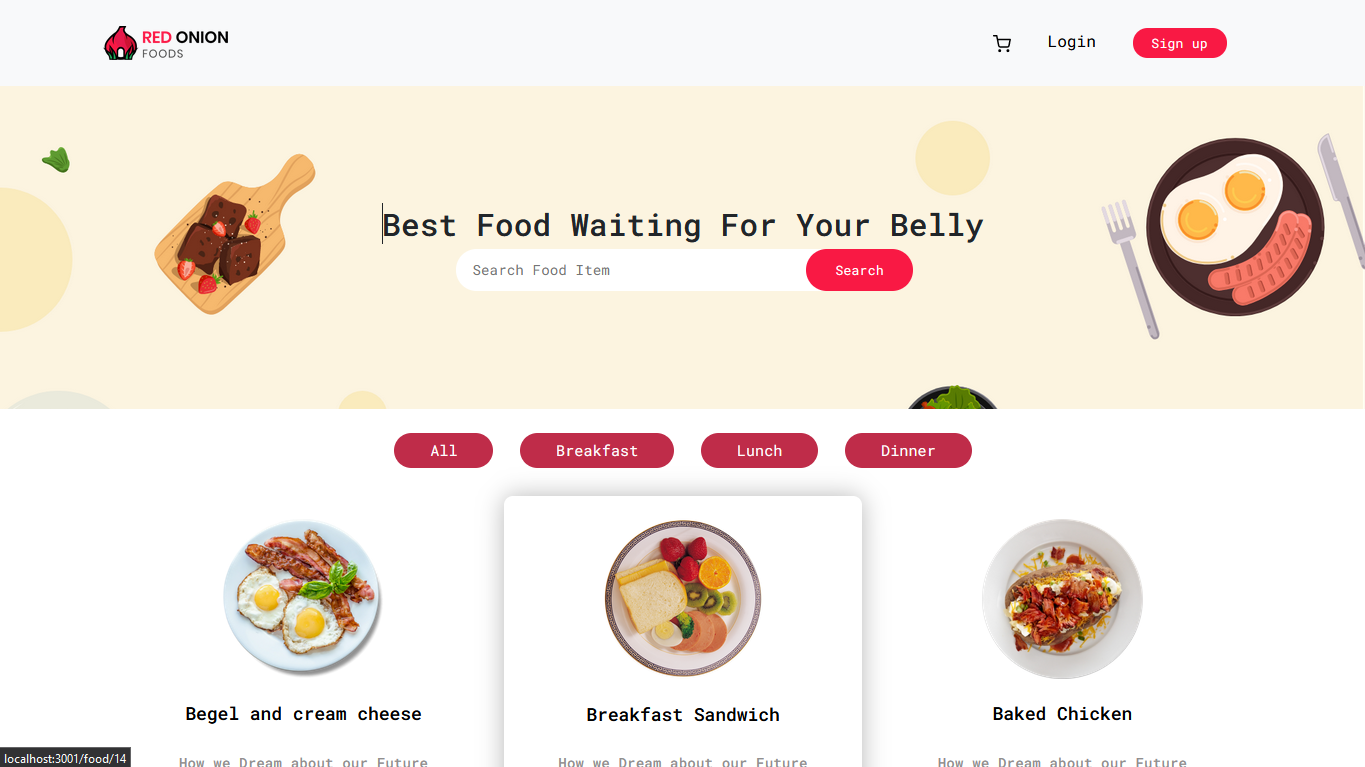 RED ONION
FOODS
Login
Sign up
Best Food Waiting For Your Belly
Search Food Item
Search
All
Breakfast
Lunch
Dinner
Begel and cream cheese
Breakfast Sandwich
Baked Chicken
How we Dream about our Future
How we Dream about our Future
How we Dream about our Future
localhost:3001/food/14